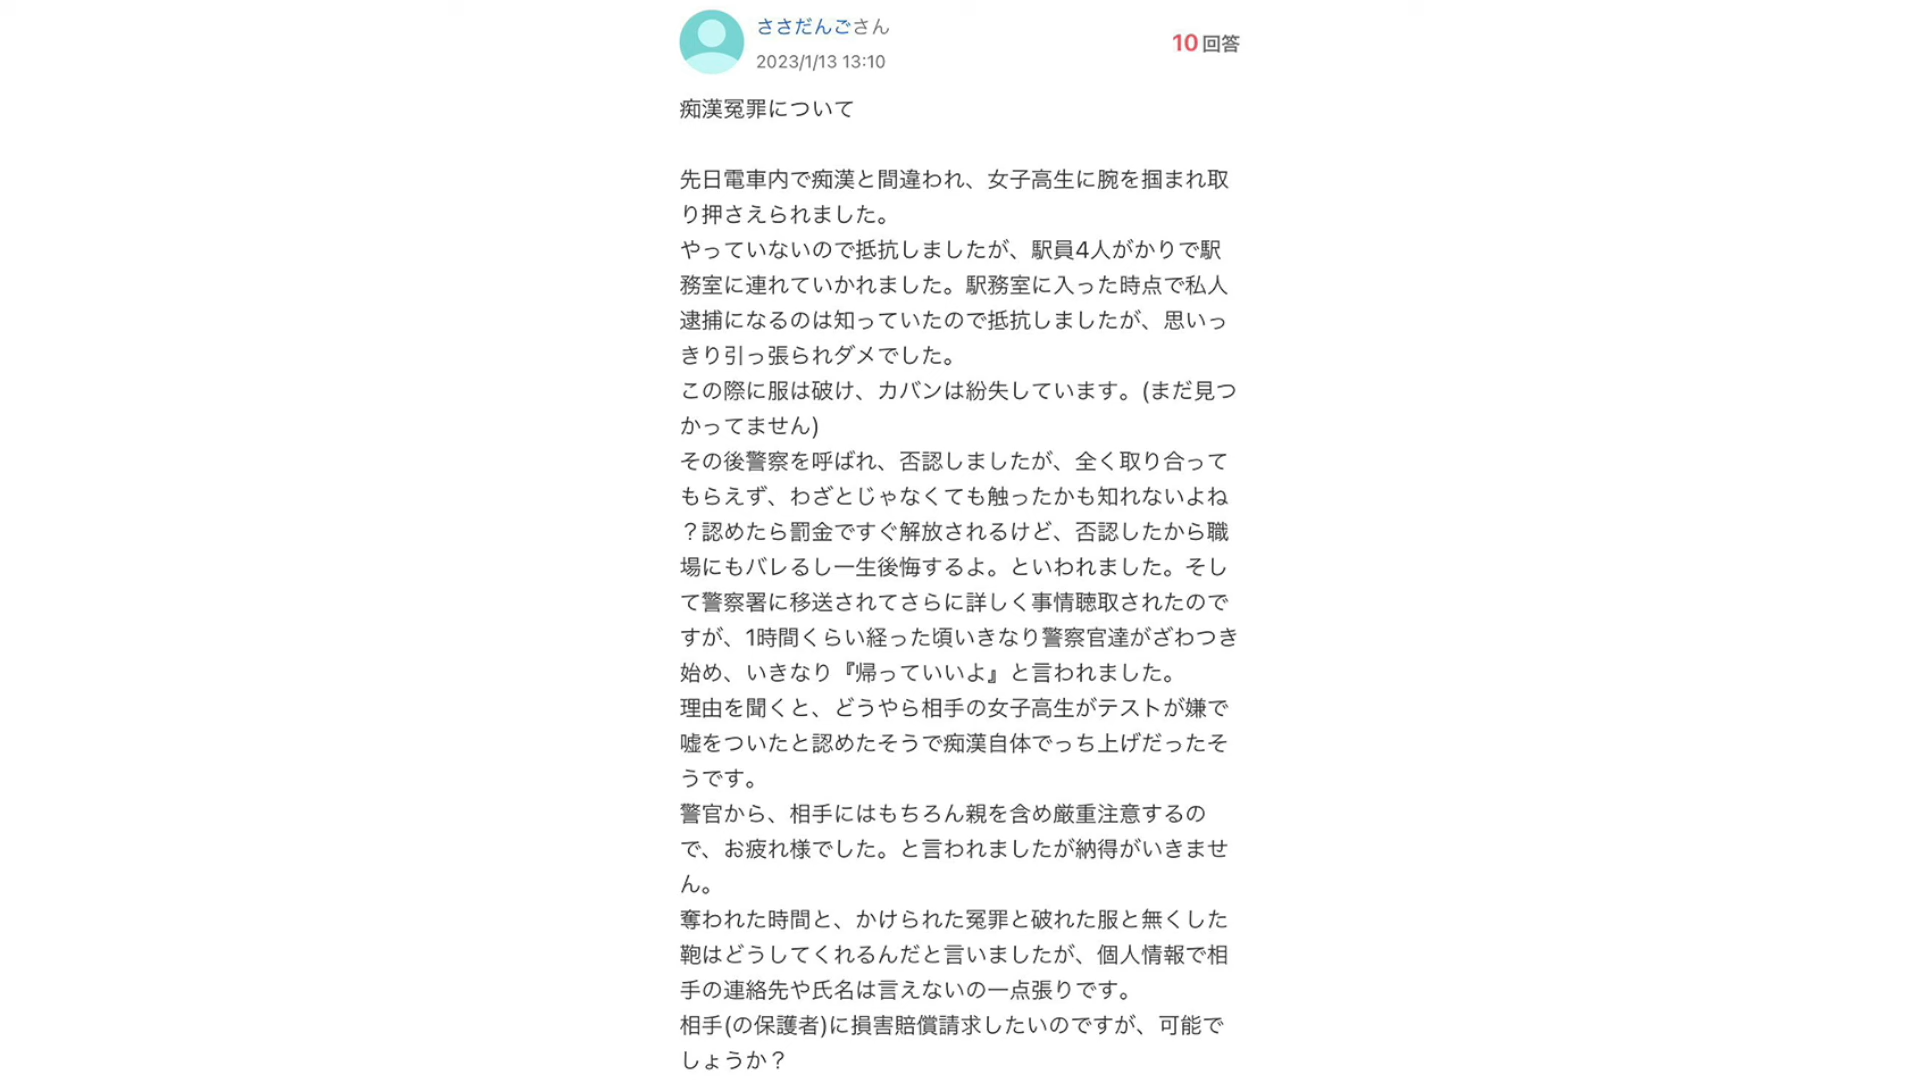 ささだんごさん
10回答
2023/1/13 13:10
痴漢冤罪について
先日電車内で痴漢と間違われ、女子高生に腕を掴まれ取
り押さえられました。
やっていないので抵抗しましたが、駅員4人がかりで駅
務室に連れていかれました。駅務室に入った時点で私人
逮捕になるのは知っていたので抵抗しましたが、思いっ
きり引っ張られダメでした。
この際に服は破け、カバンは紛失しています。(まだ見つ
かってません)
その後警察を呼ばれ、否認しましたが、全く取り合って
もらえず、わざとじゃなくても触ったかも知れないよね
？認めたら罰金ですぐ解放されるけど、否認したから職
場にもバレるし一生後悔するよ。といわれました。そし
て警察署に移送されてさらに詳しく事情聴取されたので
すが、1時間くらい経った頃いきなり警察官達がざわつき
始め、いきなり『帰っていいよ』と言われました。
理由を聞くと、どうやら相手の女子高生がテストが嫌で
嘘をついたと認めたそうで痴漢自体でっち上げだったそ
うです。
警官から、相手にはもちろん親を含め厳重注意するの
で、お疲れ様でした。と言われましたが納得がいきませ
ん。
奪われた時間と、かけられた冤罪と破れた服と無くした
鞄はどうしてくれるんだと言いましたが、個人情報で相
手の連絡先や氏名は言えないの一点張りです。
相手(の保護者)に損害賠償請求したいのですが、可能で
しょうか？